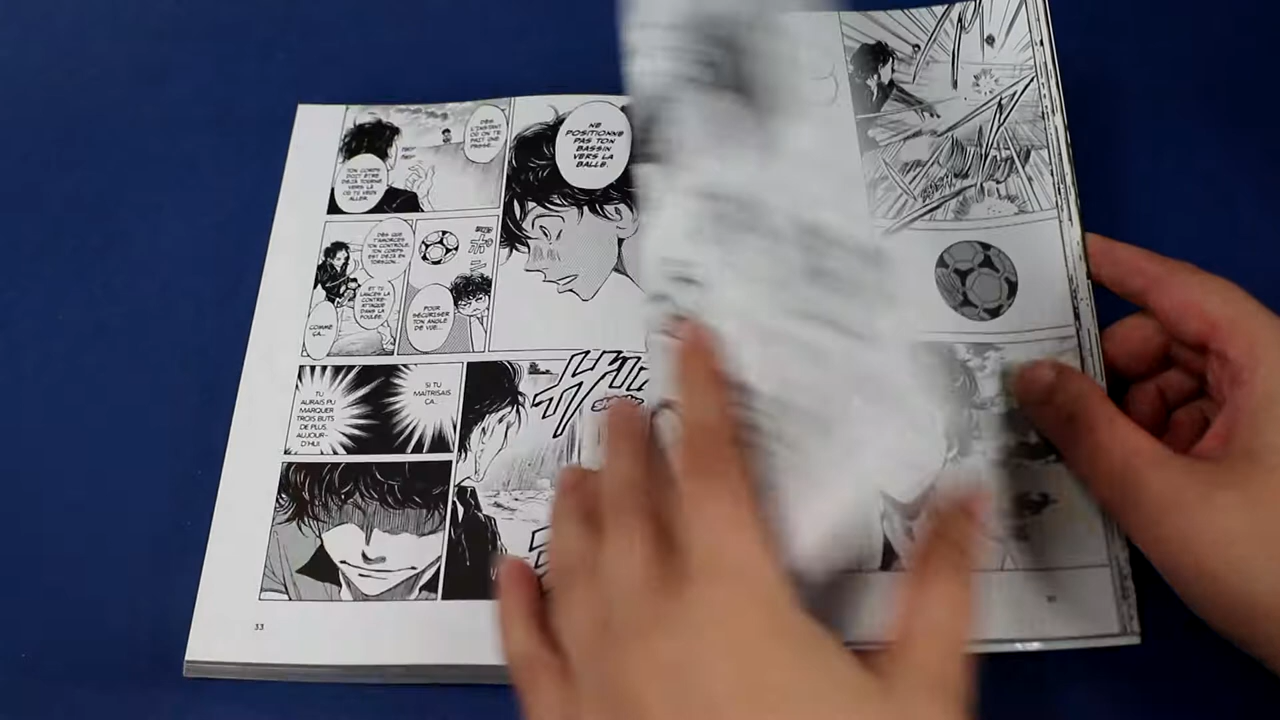 DÈS
L'INSTANT
OÙ ON TE
FAIT UNE
PASSE...
TON CORPS
DOIT ÊTRE
DÉJÀ TOURNÉ
VERS LÀ
OÙ TU VEUX
ALLER.
NE
POSITIONNE
PAS TON
BASSIN
VERS LA
BALLE.
DÈS QUE
T'AMORCES
TON CONTRÔLE,
TON CORPS
EST DÉJÀ EN
TORSION...
ET TU
LANCES LA
CONTRE-
ATTAQUE
DANS LA
FOULÉE.
COMME
ÇA...
POUR
SÉCURISER
TON ANGLE
DE VUE...
TU
AURAIS PU
MARQUER
TROIS BUTS
DE PLUS,
AUJOUR-
D'HUI.
SI TU
MAÎTRISAIS
ÇA...
33